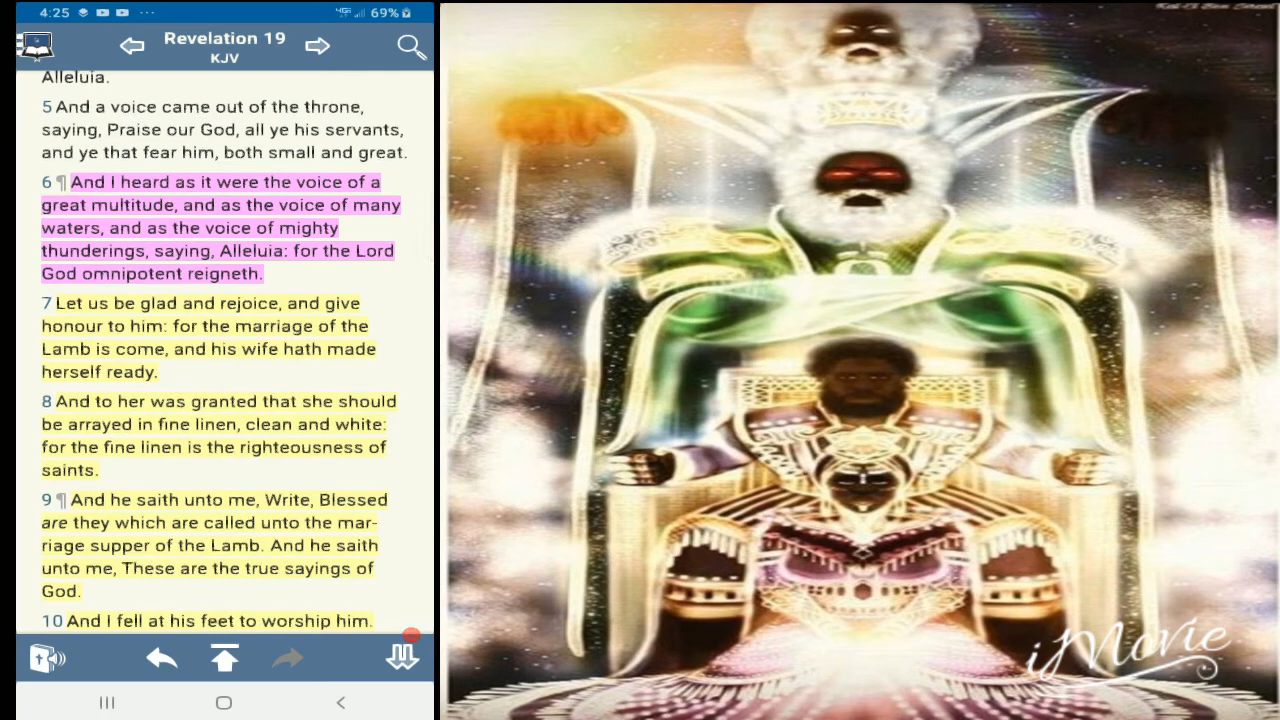 4:25
69%
Revelation 19
KJV
Alleluia.
5 And a voice came out of the throne,
saying, Praise our God, all ye his servants,
and ye that fear him, both small and great.
6 ¶ And I heard as it were the voice of a
great multitude, and as the voice of many
waters, and as the voice of mighty
thunderings, saying, Alleluia: for the Lord
God omnipotent reigneth.
7 Let us be glad and rejoice, and give
honour to him: for the marriage of the
Lamb is come, and his wife hath made
herself ready.
8 And to her was granted that she should
be arrayed in fine linen, clean and white:
for the fine linen is the righteousness of
saints.
9 ¶ And he saith unto me, Write, Blessed
are they which are called unto the mar-
riage supper of the Lamb. And he saith
unto me, These are the true sayings of
God.
10 And I fell at his feet to worship him.
iMovie